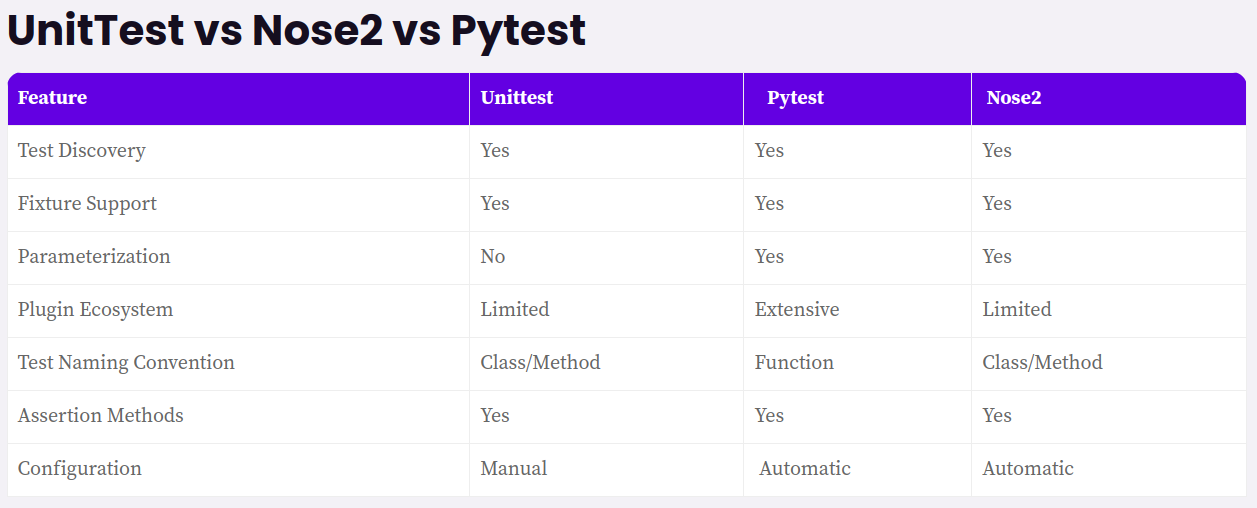 UnitTest vs Nose2 vs Pytest
Feature Unittest Pytest Nose2
Test Discovery Yes Yes Yes
Fixture Support Yes Yes Yes
Parameterization No Yes Yes
Plugin Ecosystem Limited Extensive Limited
Test Naming Convention Class/Method Function Class/Method
Assertion Methods Yes Yes Yes
Configuration Manual Automatic Automatic